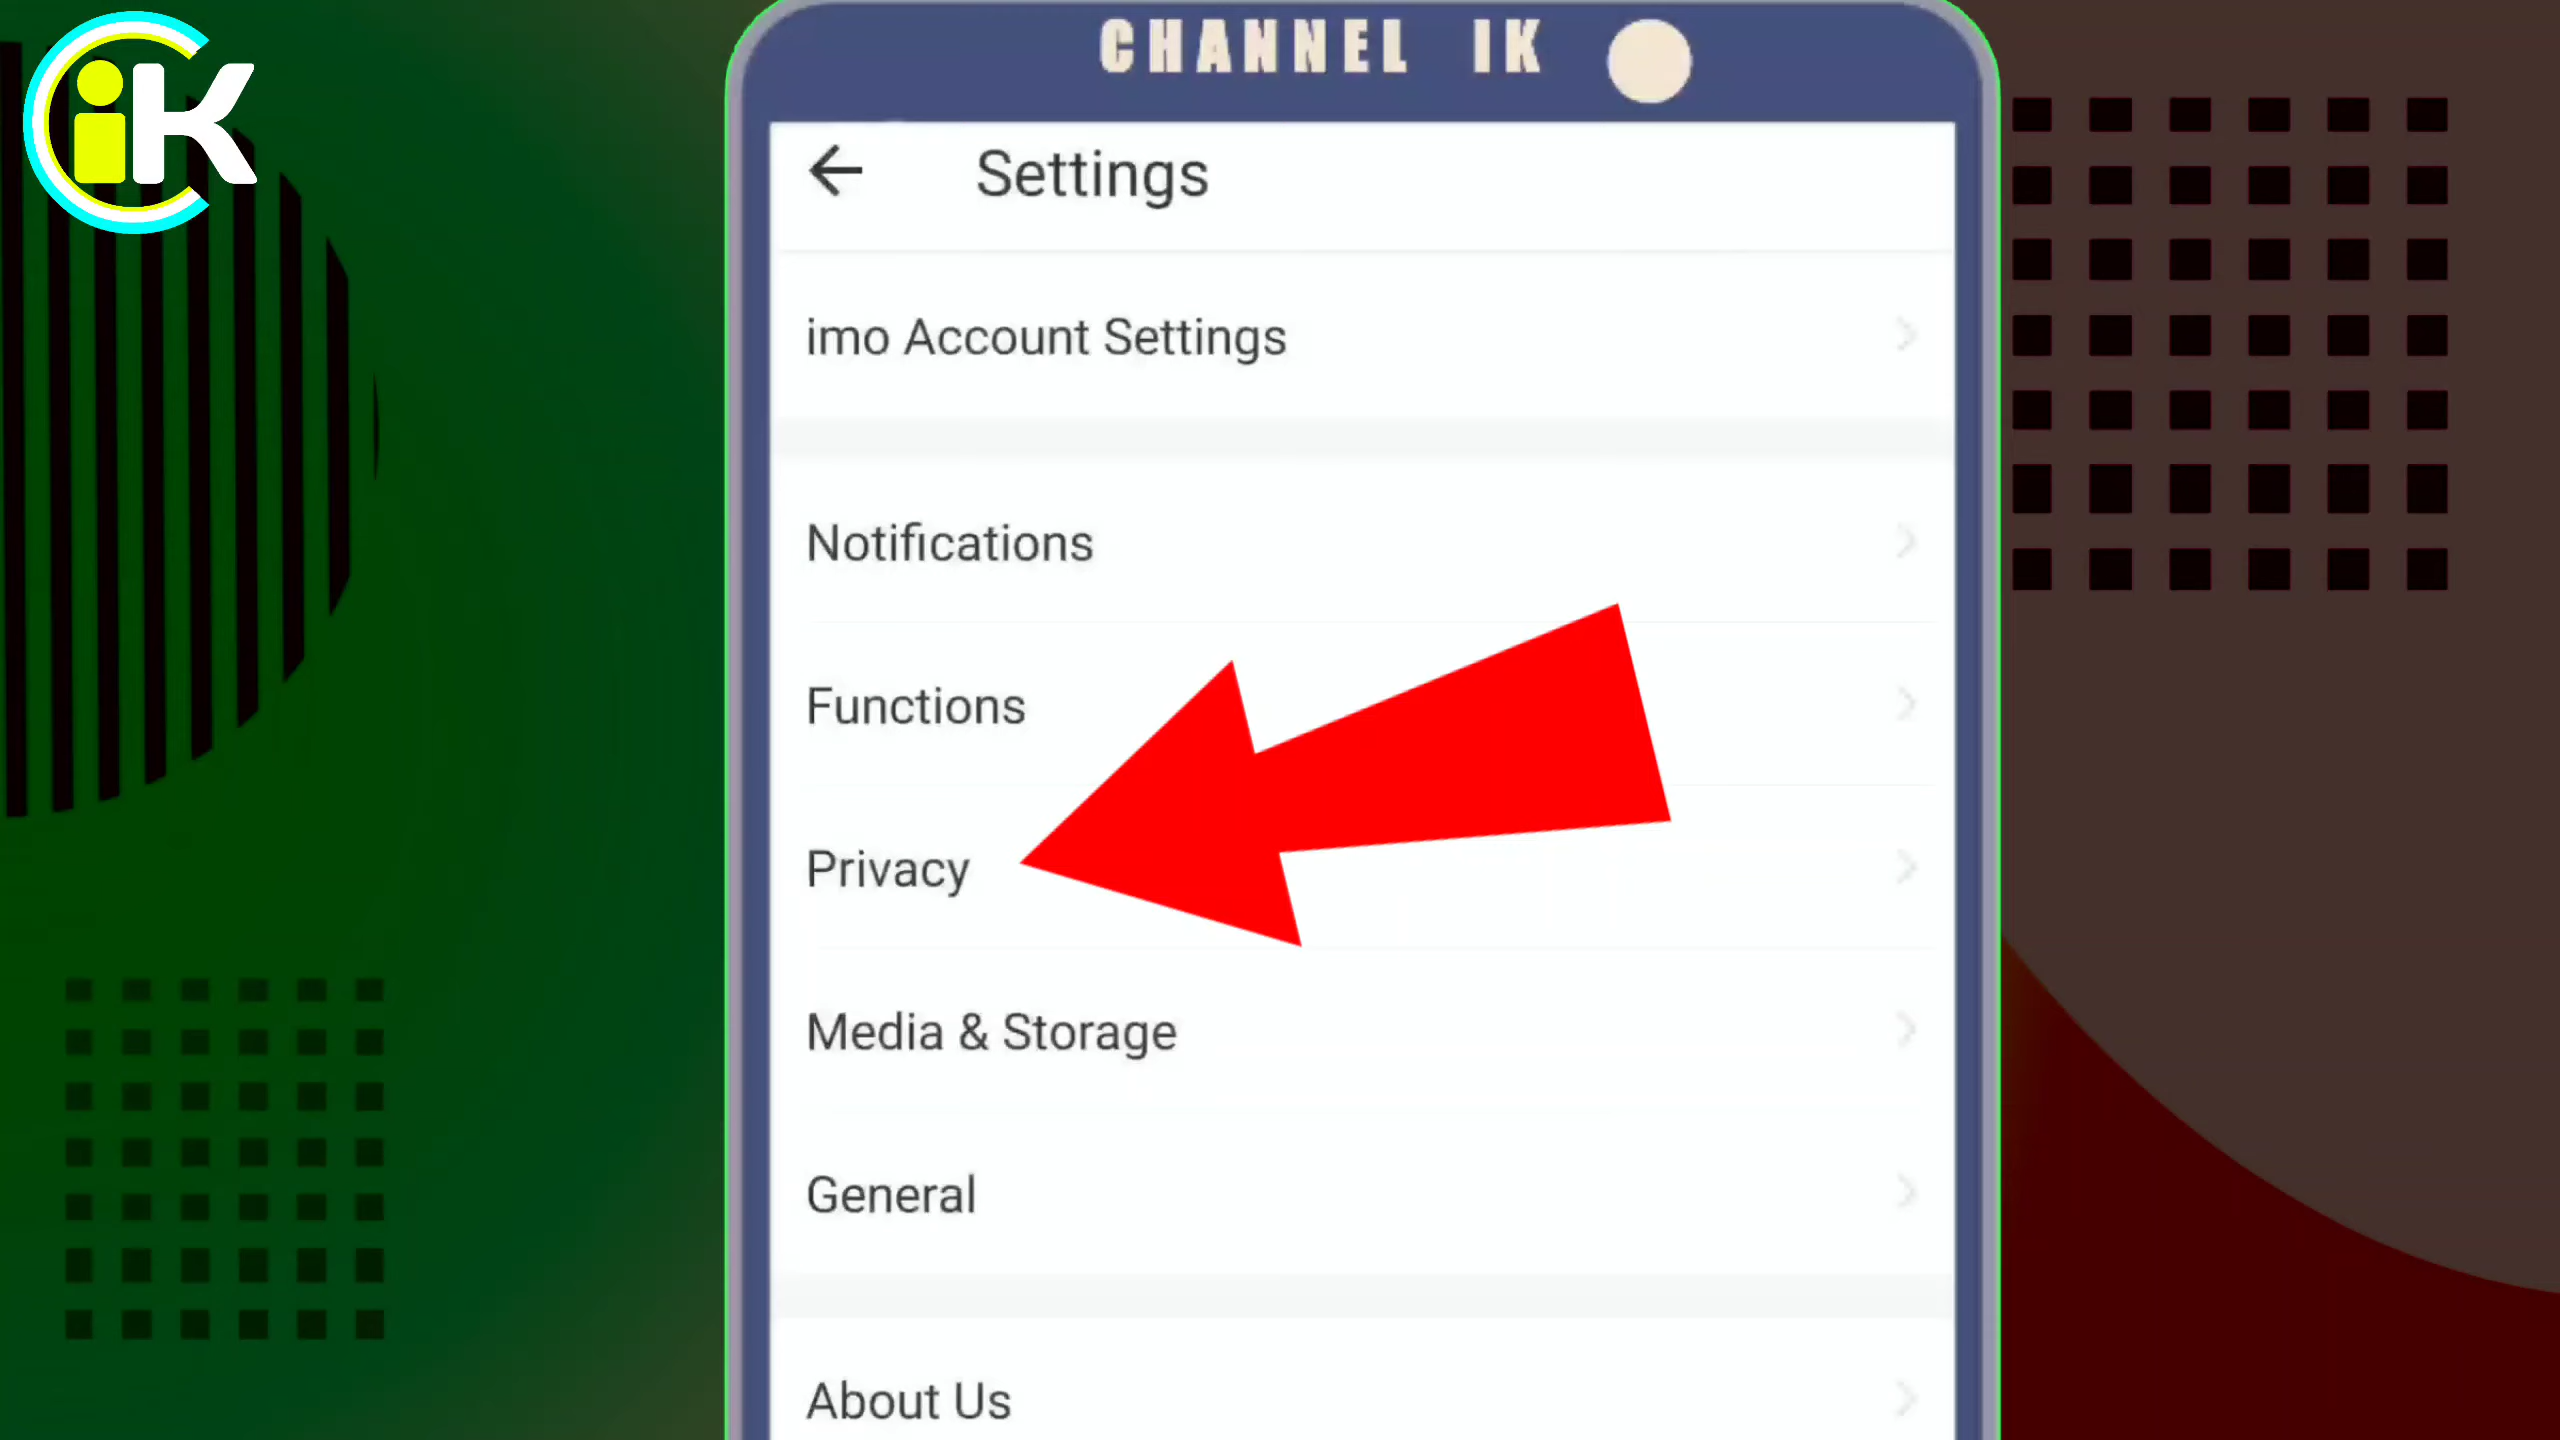 iK
CHANNEL IK
Settings
imo Account Settings
Notifications
Functions
Privacy
Media & Storage
General
About Us